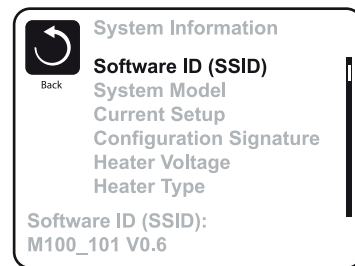 System Information
Back
Software ID (SSID)
System Model
Current Setup
Configuration Signature
Heater Voltage
Heater Type
Software ID (SSID):
M100_101 V0.6